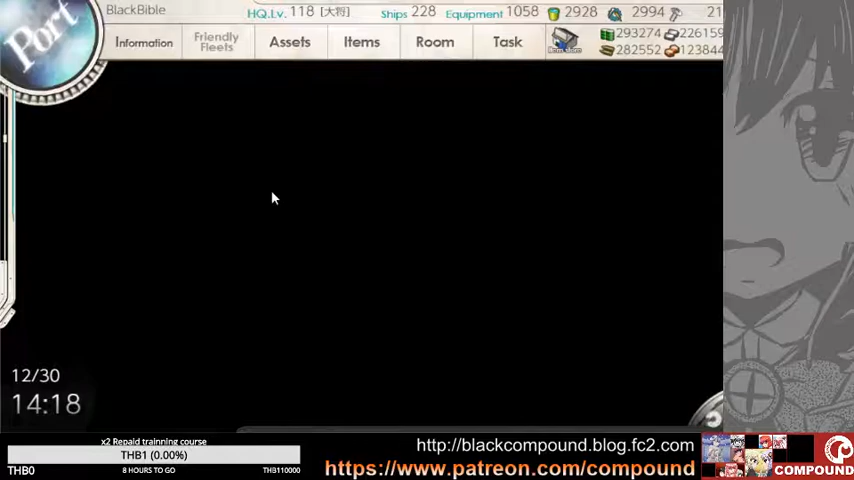 Port
BlackBible
HQ.Lv. 118 [大将]
Ships 228
Equipment 1058
2928
2994
21
Information
Friendly
Fleets
Assets
Items
Room
Task
Item Shop
293274
226159
282552
123844
12/30
14:18
x2 Repaid trainning course
THB1 (0.00%)
THB0
8 HOURS TO GO
THB110000
http://blackcompound.blog.fc2.com
https://www.patreon.com/compound
COMPOUND